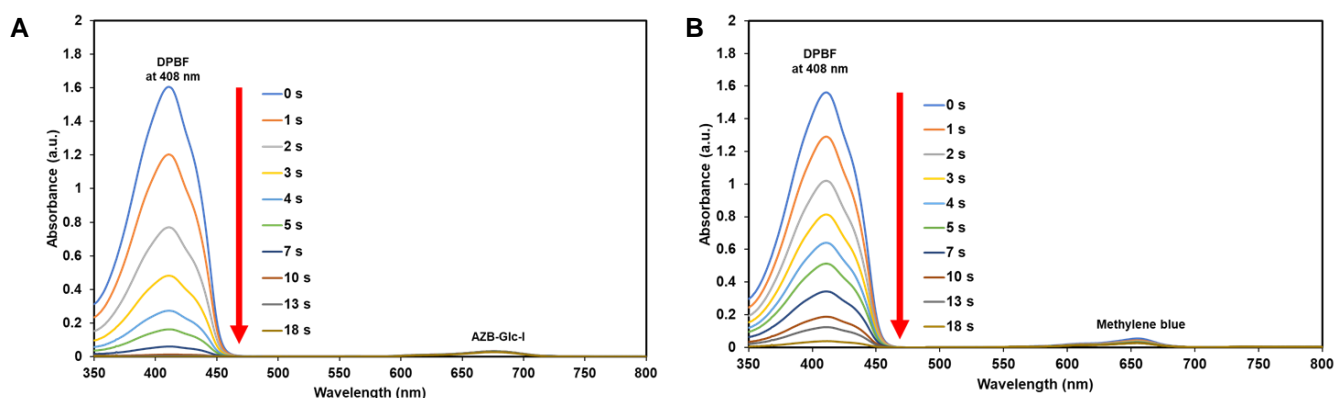 A
Absorbance (a.u.)
2
1.8
1.6
1.4
1.2
1
0.8
0.6
0.4
0.2
0
DPBF
at 408 nm
0 s
1 s
2 s
3 s
4 s
5 s
7 s
10 s
13 s
18 s
AZB-Glc-I
350 400 450 500 550 600 650 700 750 800
Wavelength (nm)
B
Absorbance (a.u.)
2
1.8
1.6
1.4
1.2
1
0.8
0.6
0.4
0.2
0
DPBF
at 408 nm
0 s
1 s
2 s
3 s
4 s
5 s
7 s
10 s
13 s
18 s
Methylene blue
350 400 450 500 550 600 650 700 750 800
Wavelength (nm)